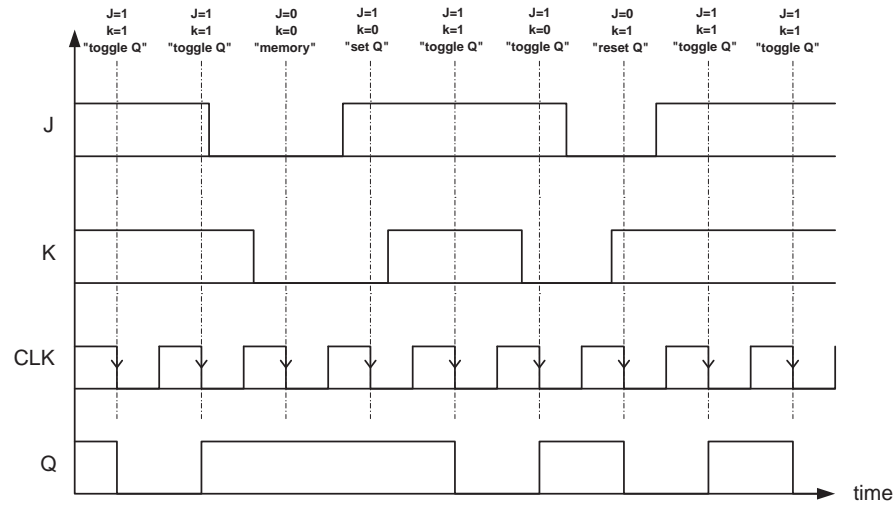 J=1 J=1 J=0 J=1 J=1 J=1 J=0 J=1 J=1
k=1 k=1 k=0 k=0 k=1 k=0 k=1 k=1 k=1
"toggle Q" "toggle Q" "memory" "set Q" "toggle Q" "toggle Q" "reset Q" "toggle Q" "toggle Q"
J
K
CLK
Q
time